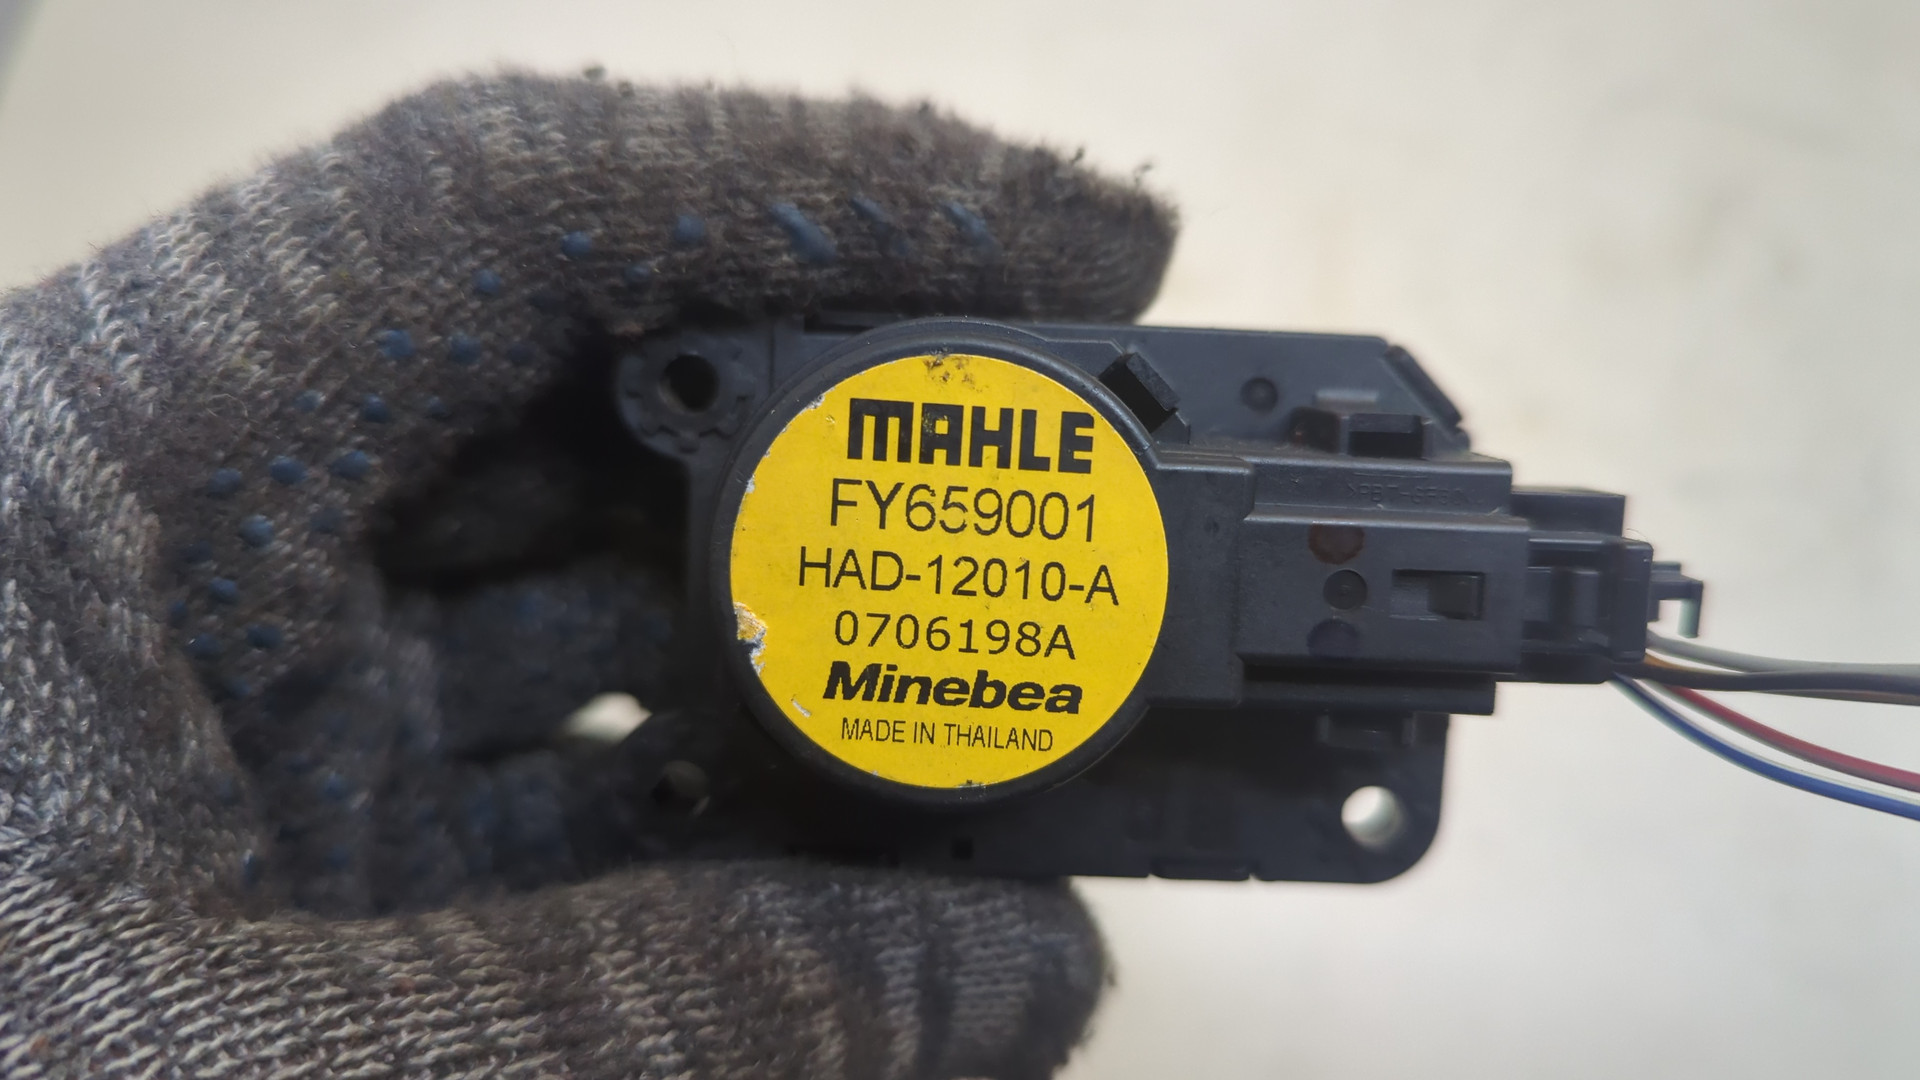 MAHLE
FY659001
HAD-12010-A
0706198A
Minebea
MADE IN THAILAND